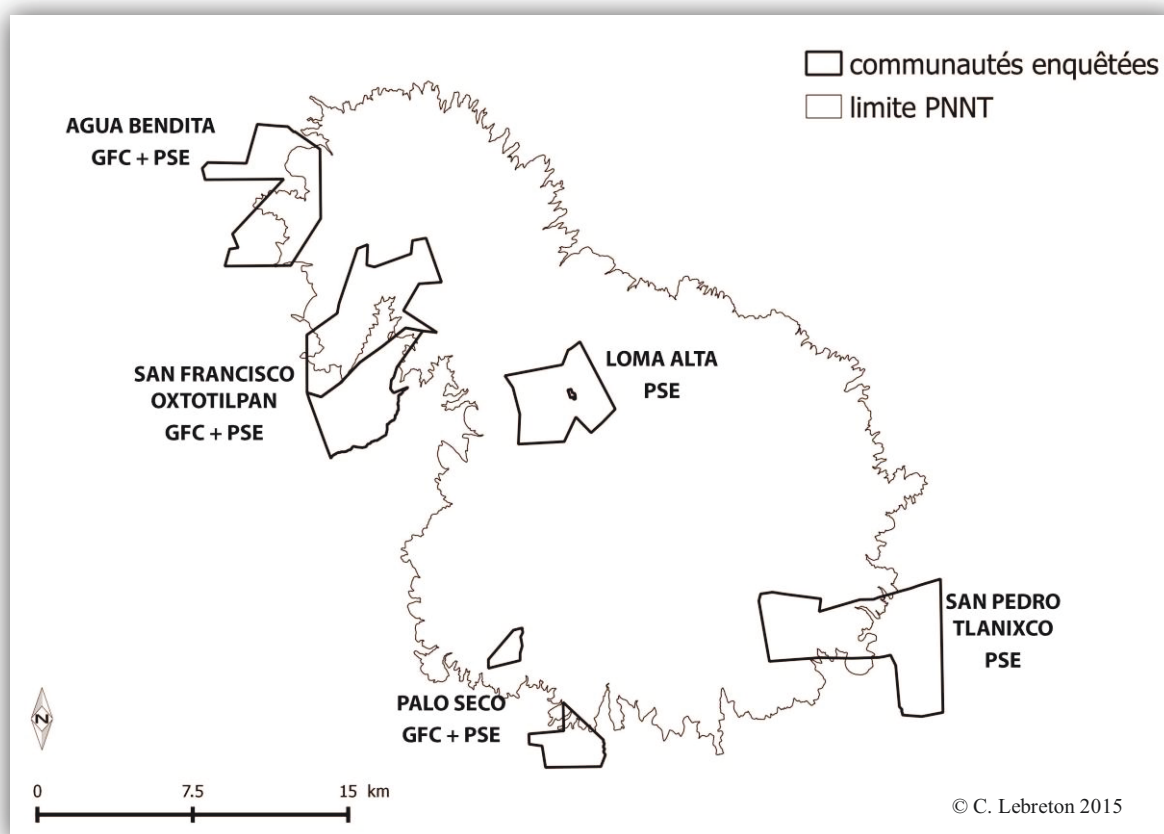 communautés enquêtées
limite PNNT
AGUA BENDITA
GFC + PSE
SAN FRANCISCO
OXTOTILPAN
GFC + PSE
LOMA ALTA
PSE
SAN PEDRO
TLANIXCO
PSE
PALO SECO
GFC + PSE
N
0 7.5 15 km
© C. Lebreton 2015